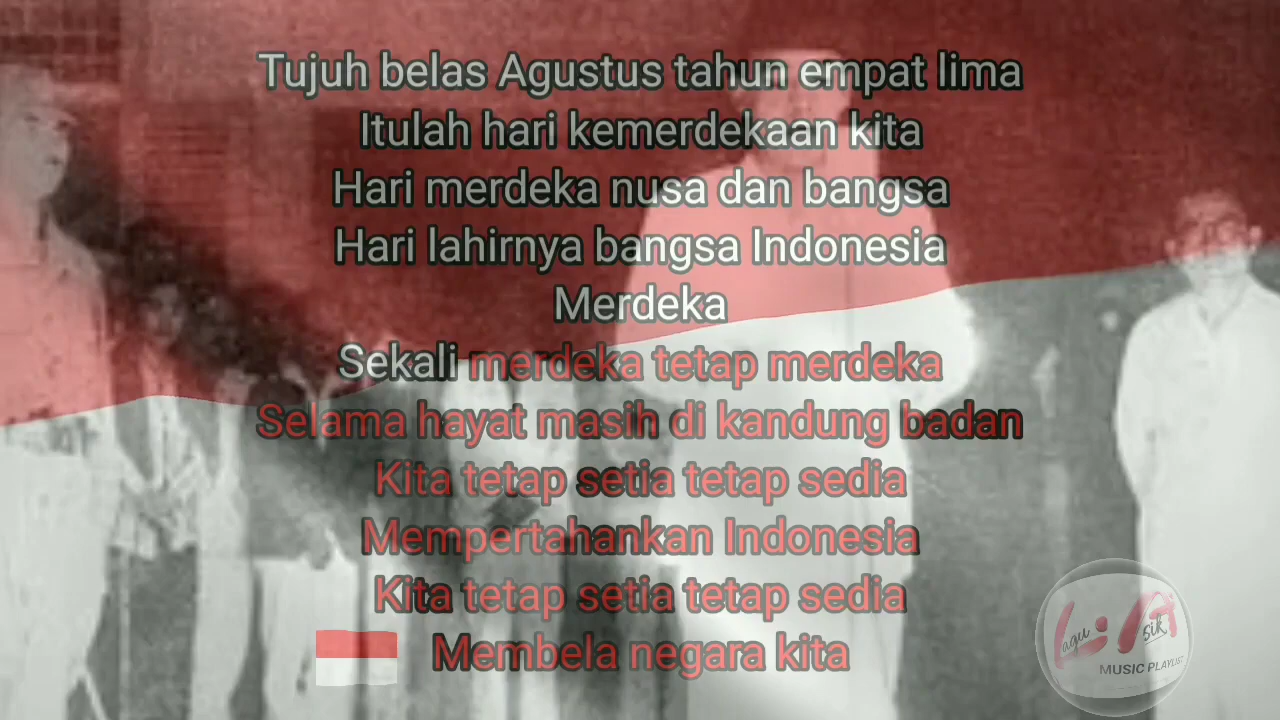 Tujuh belas Agustus tahun empat lima
Itulah hari kemerdekaan kita
Hari merdeka nusa dan bangsa
Hari lahirnya bangsa Indonesia
Merdeka
Sekali merdeka tetap merdeka
Selama hayat masih di kandung badan
Kita tetap setia tetap sedia
Mempertahankan Indonesia
Kita tetap setia tetap sedia
Membela negara kita
Lagu Asik
MUSIC PLAYLIST